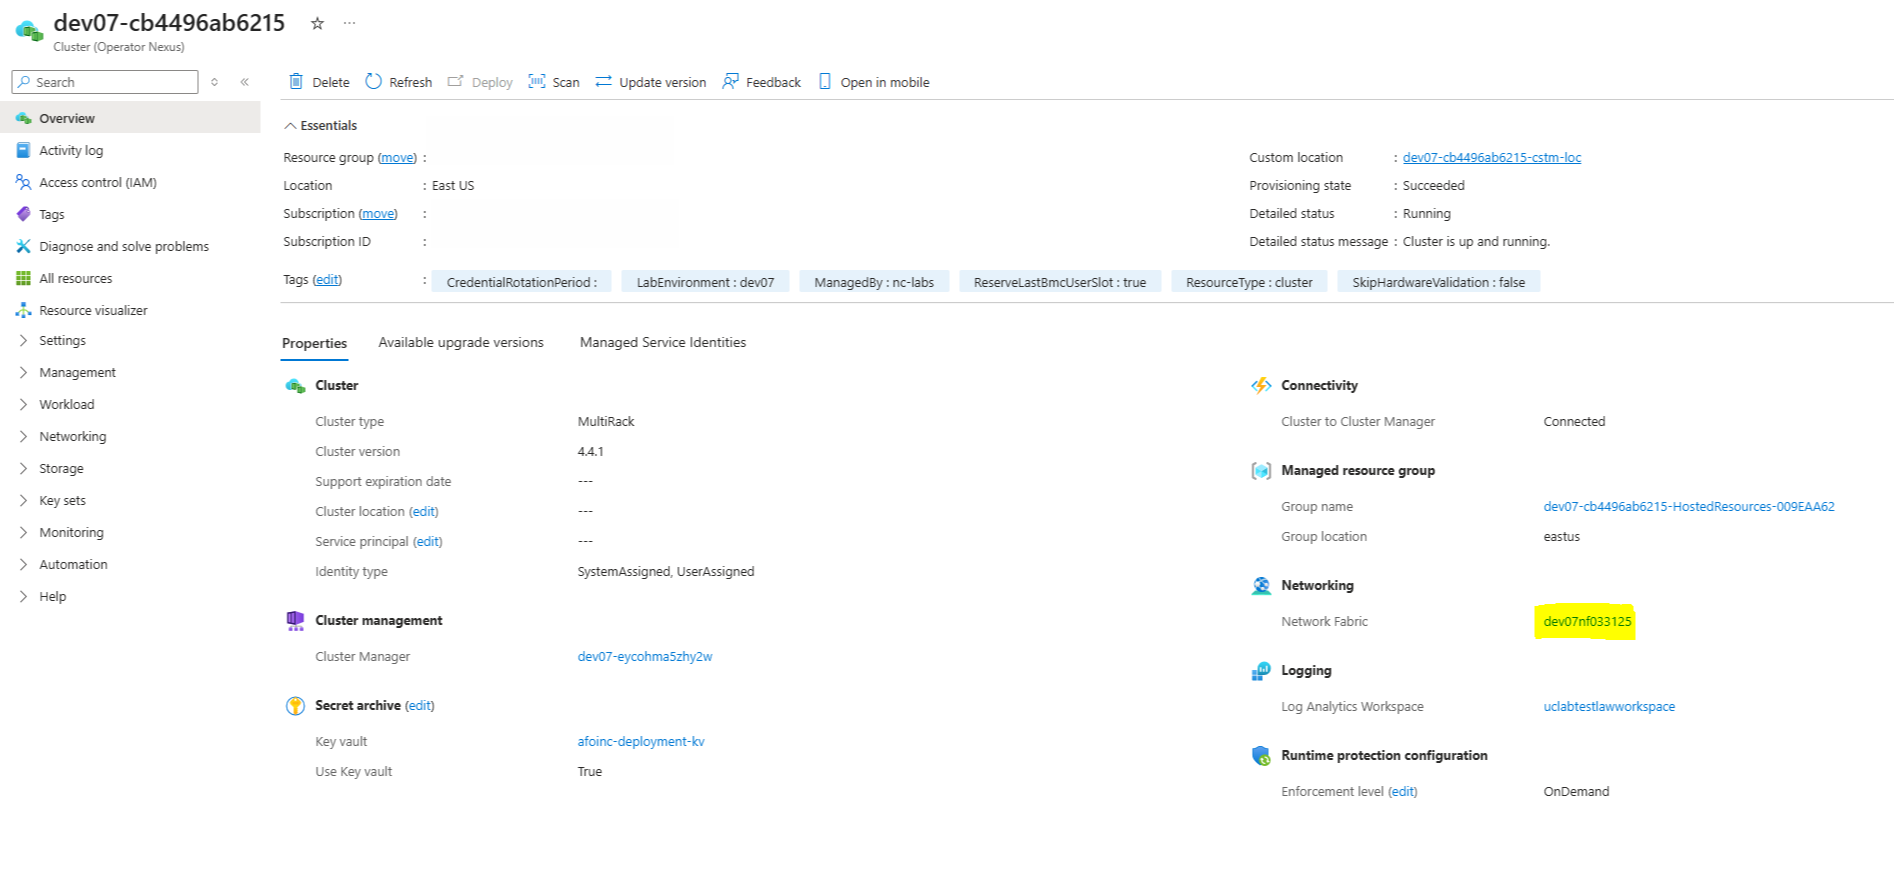 dev07-cb4496ab6215
Cluster (Operator Nexus)
Search
Delete Refresh Deploy Scan Update version Feedback Open in mobile
Overview
Activity log
Access control (IAM)
Tags
Diagnose and solve problems
All resources
Resource visualizer
Settings
Management
Workload
Networking
Storage
Key sets
Monitoring
Automation
Help
Essentials
Resource group (move) :
Location : East US
Subscription (move) :
Subscription ID :
Custom location : dev07-cb4496ab6215-cstm-loc
Provisioning state : Succeeded
Detailed status : Running
Detailed status message : Cluster is up and running.
Tags (edit) : CredentialRotationPeriod : LabEnvironment : dev07 ManagedBy : nc-labs ReserveLastBmcUserSlot : true ResourceType : cluster SkipHardwareValidation : false
Properties Available upgrade versions Managed Service Identities
Cluster
Cluster type MultiRack
Cluster version 4.4.1
Support expiration date ---
Cluster location (edit) ---
Service principal (edit) ---
Identity type SystemAssigned, UserAssigned
Cluster management
Cluster Manager dev07-eycohma5zhy2w
Secret archive (edit)
Key vault afoinc-deployment-kv
Use Key vault True
Connectivity
Cluster to Cluster Manager Connected
Managed resource group
Group name dev07-cb4496ab6215-HostedResources-009EAA62
Group location eastus
Networking
Network Fabric dev07nf033125
Logging
Log Analytics Workspace uclabtestlawworkspace
Runtime protection configuration
Enforcement level (edit) OnDemand